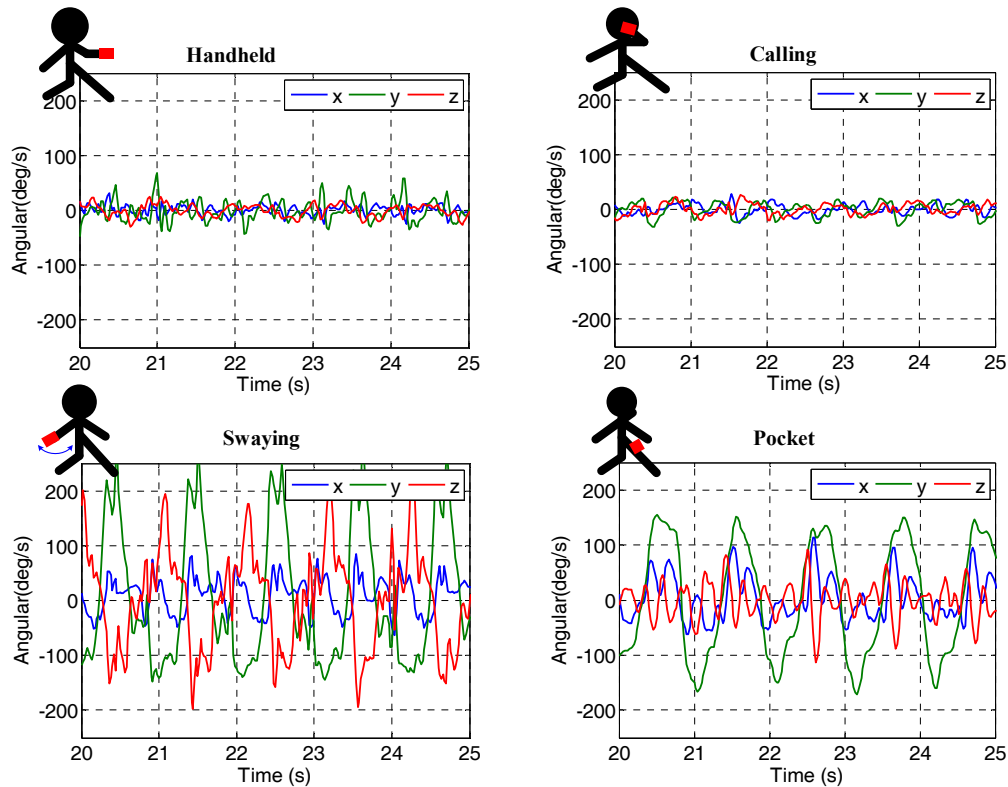 Handheld
x y z
200
100
0
-100
-200
Angular(deg/s)
20 21 22 23 24 25
Time (s)
Calling
x y z
200
100
0
-100
-200
Angular(deg/s)
20 21 22 23 24 25
Time (s)
Swaying
x y z
200
100
0
-100
-200
Angular(deg/s)
20 21 22 23 24 25
Time (s)
Pocket
x y z
200
100
0
-100
-200
Angular(deg/s)
20 21 22 23 24 25
Time (s)